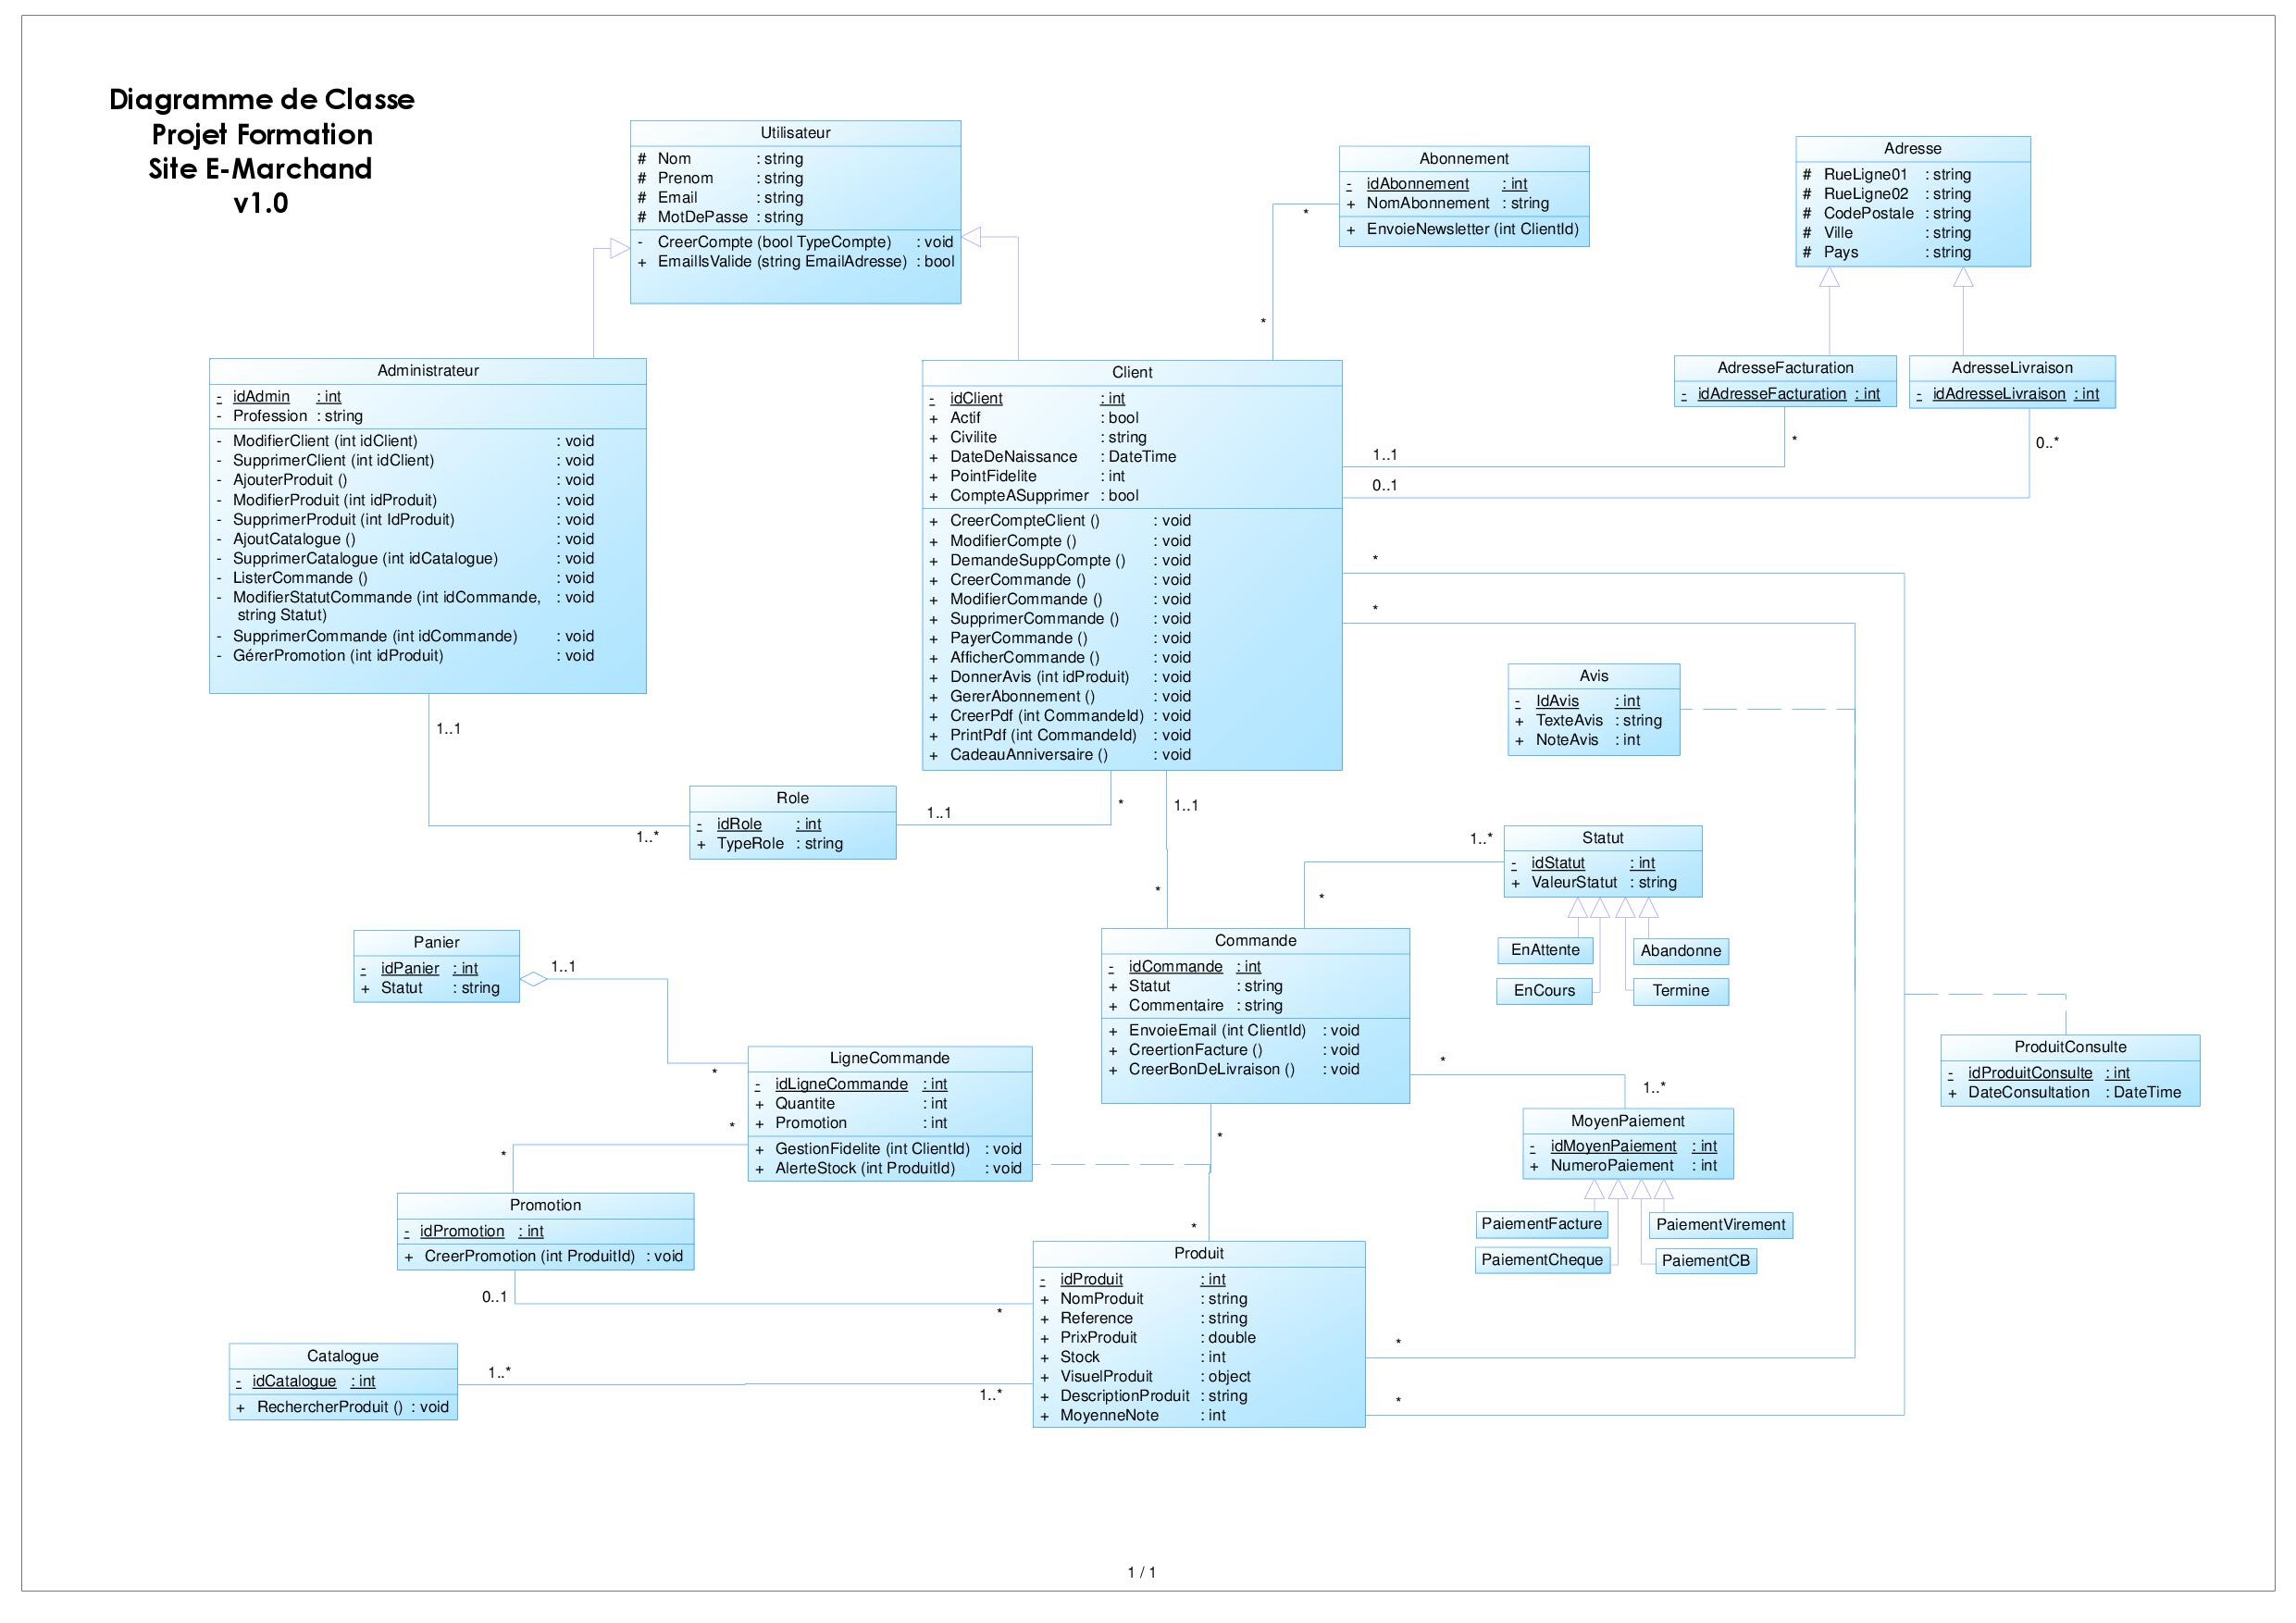 Diagramme de Classe
Projet Formation
Site E-Marchand
v1.0
Utilisateur
# Nom : string
# Prenom : string
# Email : string
# MotDePasse : string
- CreerCompte (bool TypeCompte) : void
+ EmailIsValide (string EmailAdresse) : bool
Abonnement
- idAbonnement : int
+ NomAbonnement : string
+ EnvoieNewsletter (int ClientId)
*
*
Adresse
# RueLigne01 : string
# RueLigne02 : string
# CodePostale : string
# Ville : string
# Pays : string
Administrateur
- idAdmin : int
- Profession : string
- ModifierClient (int idClient) : void
- SupprimerClient (int idClient) : void
- AjouterProduit () : void
- ModifierProduit (int idProduit) : void
- SupprimerProduit (int IdProduit) : void
- AjoutCatalogue () : void
- SupprimerCatalogue (int idCatalogue) : void
- ListerCommande () : void
- ModifierStatutCommande (int idCommande, : void
string Statut)
- SupprimerCommande (int idCommande) : void
- GérerPromotion (int idProduit) : void
Client
- idClient : int
+ Actif : bool
+ Civilite : string
+ DateDeNaissance : DateTime
+ PointFidelite : int
+ CompteASupprimer : bool
+ CreerCompteClient () : void
+ ModifierCompte () : void
+ DemandeSuppCompte () : void
+ CreerCommande () : void
+ ModifierCommande () : void
+ SupprimerCommande () : void
+ PayerCommande () : void
+ AfficherCommande () : void
+ DonnerAvis (int idProduit) : void
+ GererAbonnement () : void
+ CreerPdf (int CommandeId) : void
+ PrintPdf (int CommandeId) : void
+ CadeauAnniversaire () : void
AdresseFacturation
- idAdresseFacturation : int
AdresseLivraison
- idAdresseLivraison : int
*
0..*
1..1
0..1
*
*
Avis
- IdAvis : int
+ TexteAvis : string
+ NoteAvis : int
1..1
1..*
Role
- idRole : int
+ TypeRole : string
1..1
*
1..1
*
Statut
- idStatut : int
+ ValeurStatut : string
1..*
*
EnAttente
Abandonne
EnCours
Termine
Panier
- idPanier : int
+ Statut : string
1..1
*
Commande
- idCommande : int
+ Statut : string
+ Commentaire : string
+ EnvoieEmail (int ClientId) : void
+ CreertionFacture () : void
+ CreerBonDeLivraison () : void
ProduitConsulte
- idProduitConsulte : int
+ DateConsultation : DateTime
LigneCommande
- idLigneCommande : int
+ Quantite : int
+ Promotion : int
+ GestionFidelite (int ClientId) : void
+ AlerteStock (int ProduitId) : void
*
1..*
MoyenPaiement
- idMoyenPaiement : int
+ NumeroPaiement : int
PaiementFacture
PaiementVirement
PaiementCheque
PaiementCB
*
*
*
*
Promotion
- idPromotion : int
+ CreerPromotion (int ProduitId) : void
0..1
*
Produit
- idProduit : int
+ NomProduit : string
+ Reference : string
+ PrixProduit : double
+ Stock : int
+ VisuelProduit : object
+ DescriptionProduit : string
+ MoyenneNote : int
*
*
Catalogue
- idCatalogue : int
+ RechercherProduit () : void
1..*
1..*
1 / 1